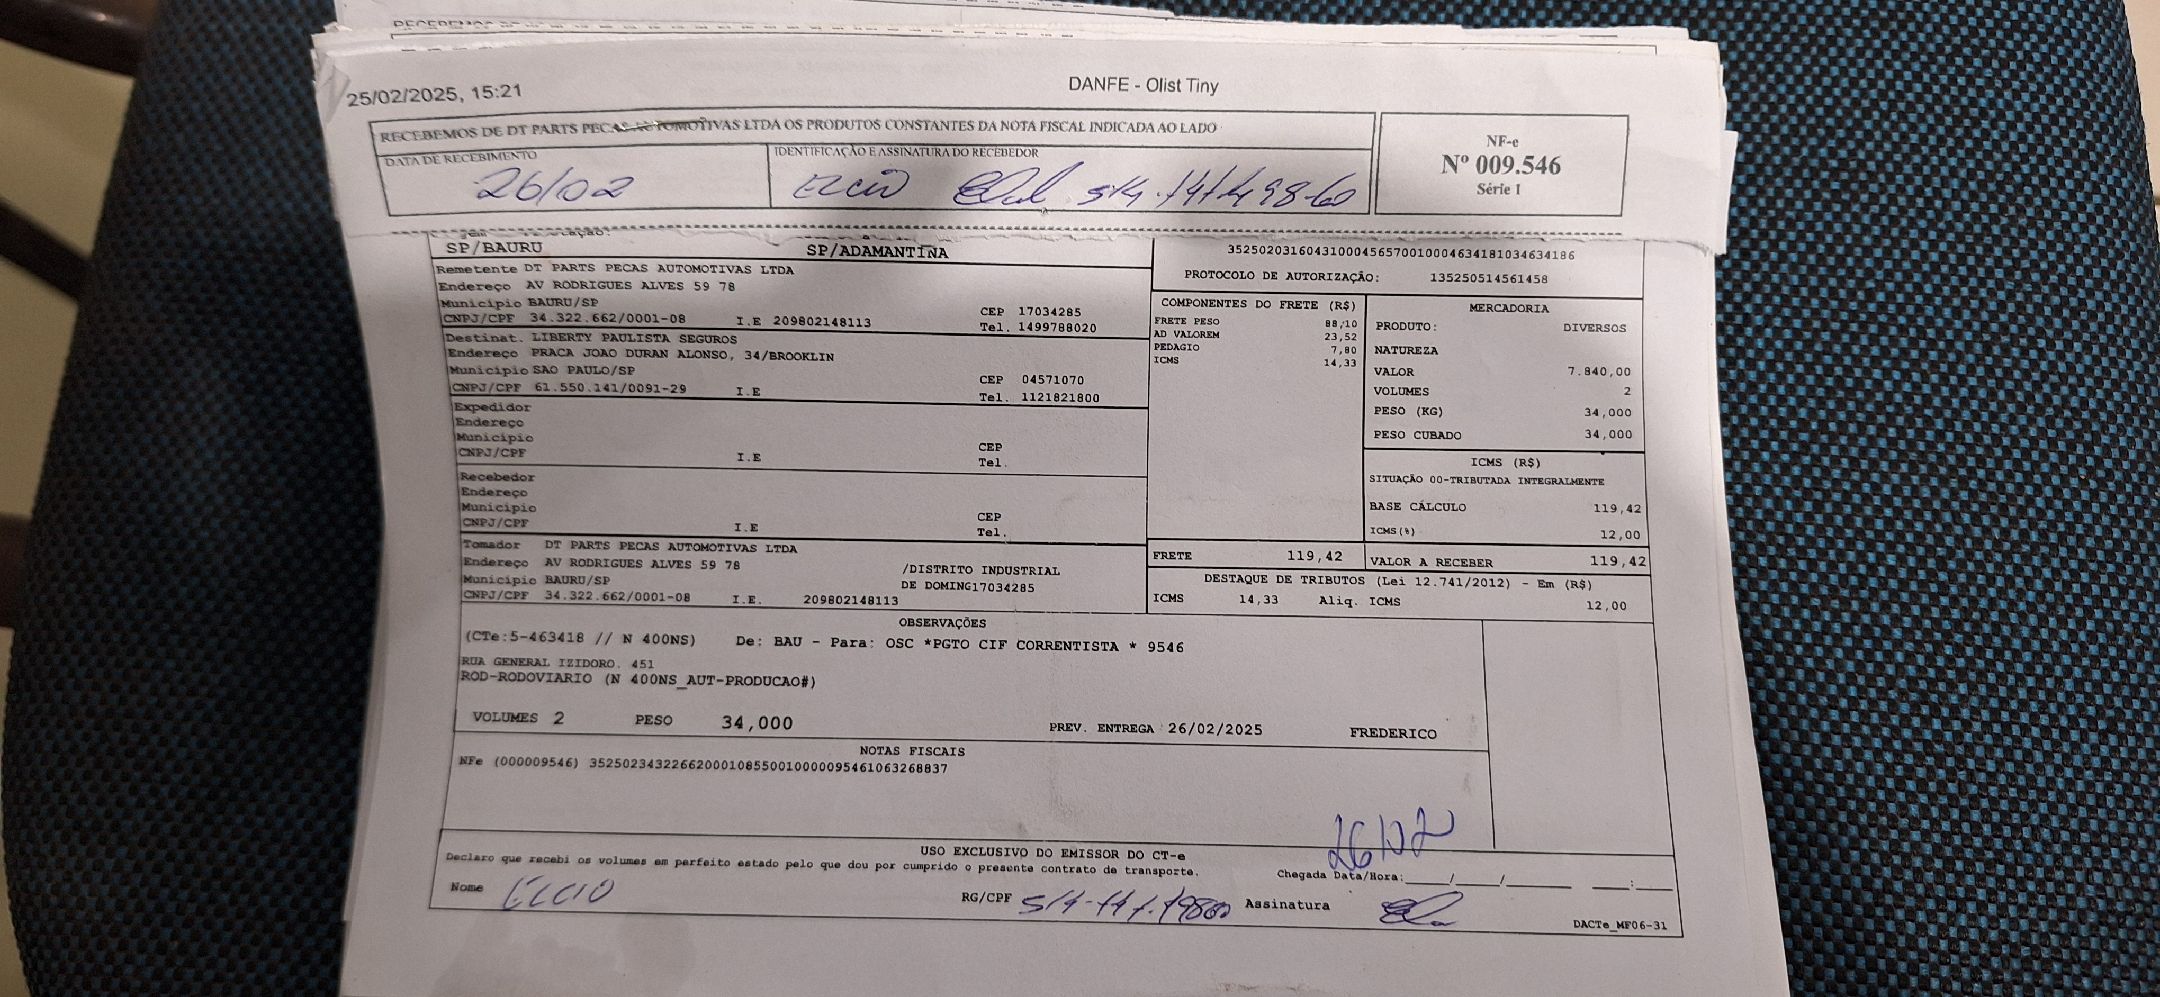 25/02/2025, 15:21 DANFE - Olist Tiny
RECEBEMOS DE DT PARTS PECAS AUTOMOTIVAS LTDA OS PRODUTOS CONSTANTES DA NOTA FISCAL INDICADA AO LADO
DATA DE RECEBIMENTO
26/02
IDENTIFICAÇÃO E ASSINATURA DO RECEBEDOR
ELCIO
NF-e
Nº 009.546
Série 1
SP/BAURU SP/ADAMANTINA
Remetente DT PARTS PECAS AUTOMOTIVAS LTDA
Endereço AV RODRIGUES ALVES 59 78
Município BAURU/SP CEP 17034285
CNPJ/CPF 34.322.662/0001-08 I.E 209802148113 Tel. 1499788020
Destinat. LIBERTY PAULISTA SEGUROS
Endereço PRACA JOAO DURAN ALONSO, 34/BROOKLIN
Município SAO PAULO/SP CEP 04571070
CNPJ/CPF 61.550.141/0091-29 I.E Tel. 1121821800
Expedidor
Endereço
Município CEP
CNPJ/CPF I.E Tel.
Recebedor
Endereço
Município CEP
CNPJ/CPF I.E Tel.
Tomador DT PARTS PECAS AUTOMOTIVAS LTDA
Endereço AV RODRIGUES ALVES 59 78 /DISTRITO INDUSTRIAL
Município BAURU/SP DE DOMING17034285
CNPJ/CPF 34.322.662/0001-08 I.E. 209802148113
35250203160431000456570010004634181034634186
PROTOCOLO DE AUTORIZAÇÃO: 135250514561458
COMPONENTES DO FRETE (R$)
FRETE PESO 88,10
AD VALOREM 23,52
PEDAGIO 7,80
ICMS 14,33
MERCADORIA
PRODUTO: DIVERSOS
NATUREZA
VALOR 7.840,00
VOLUMES 2
PESO (KG) 34,000
PESO CUBADO 34,000
ICMS (R$)
SITUAÇÃO 00-TRIBUTADA INTEGRALMENTE
BASE CÁLCULO 119,42
ICMS(%) 12,00
FRETE 119,42 VALOR A RECEBER 119,42
DESTAQUE DE TRIBUTOS (Lei 12.741/2012) - Em (R$)
ICMS 14,33 Aliq. ICMS 12,00
OBSERVAÇÕES
(CTe:5-463418 // N 400NS) De: BAU - Para: OSC *PGTO CIF CORRENTISTA * 9546
RUA GENERAL IZIDORO. 451
ROD-RODOVIARIO (N 400NS_AUT-PRODUCAO#)
VOLUMES 2 PESO 34,000 PREV. ENTREGA 26/02/2025 FREDERICO
NOTAS FISCAIS
NFe (000009546) 35250234322662000108550010000095461063268837
USO EXCLUSIVO DO EMISSOR DO CT-e
Declaro que recebi os volumes em perfeito estado pelo que dou por cumprido o presente contrato de transporte.
26/02
Chegada Data/Hora:____/____/______ ___:___
Nome ELCIO RG/CPF Assinatura
DACTe_MF06-31